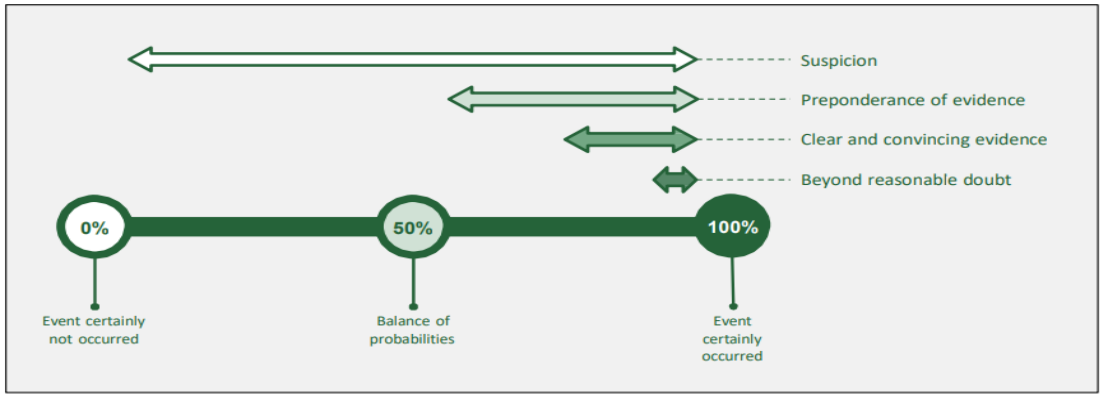 Suspicion
Preponderance of evidence
Clear and convincing evidence
Beyond reasonable doubt
0%
50%
100%
Event certainly
not occurred
Balance of
probabilities
Event
certainly
occurred